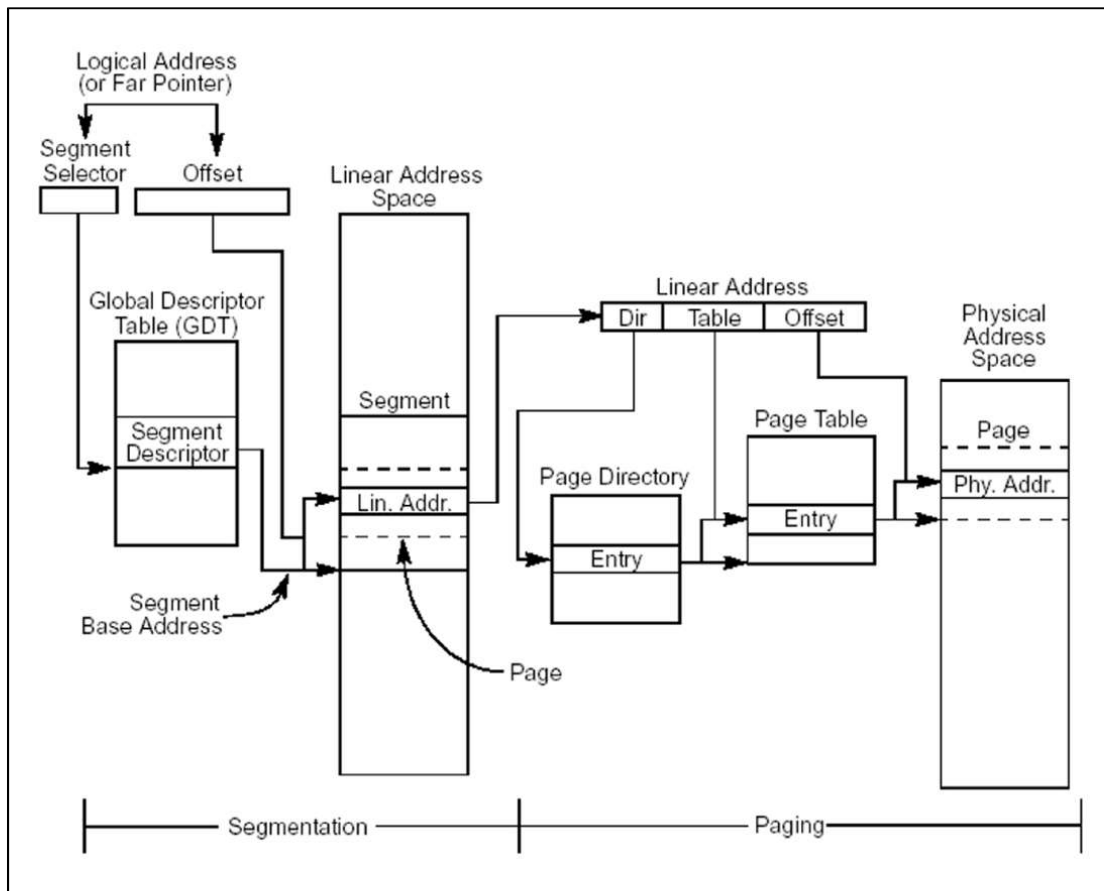 Logical Address
(or Far Pointer)
Segment
Selector
Offset
Linear Address
Space
Global Descriptor
Table (GDT)
Segment
Descriptor
Segment
Lin. Addr.
Segment
Base Address
Page
Linear Address
Dir
Table
Offset
Page Directory
Entry
Page Table
Entry
Physical
Address
Space
Page
Phy. Addr.
Segmentation
Paging